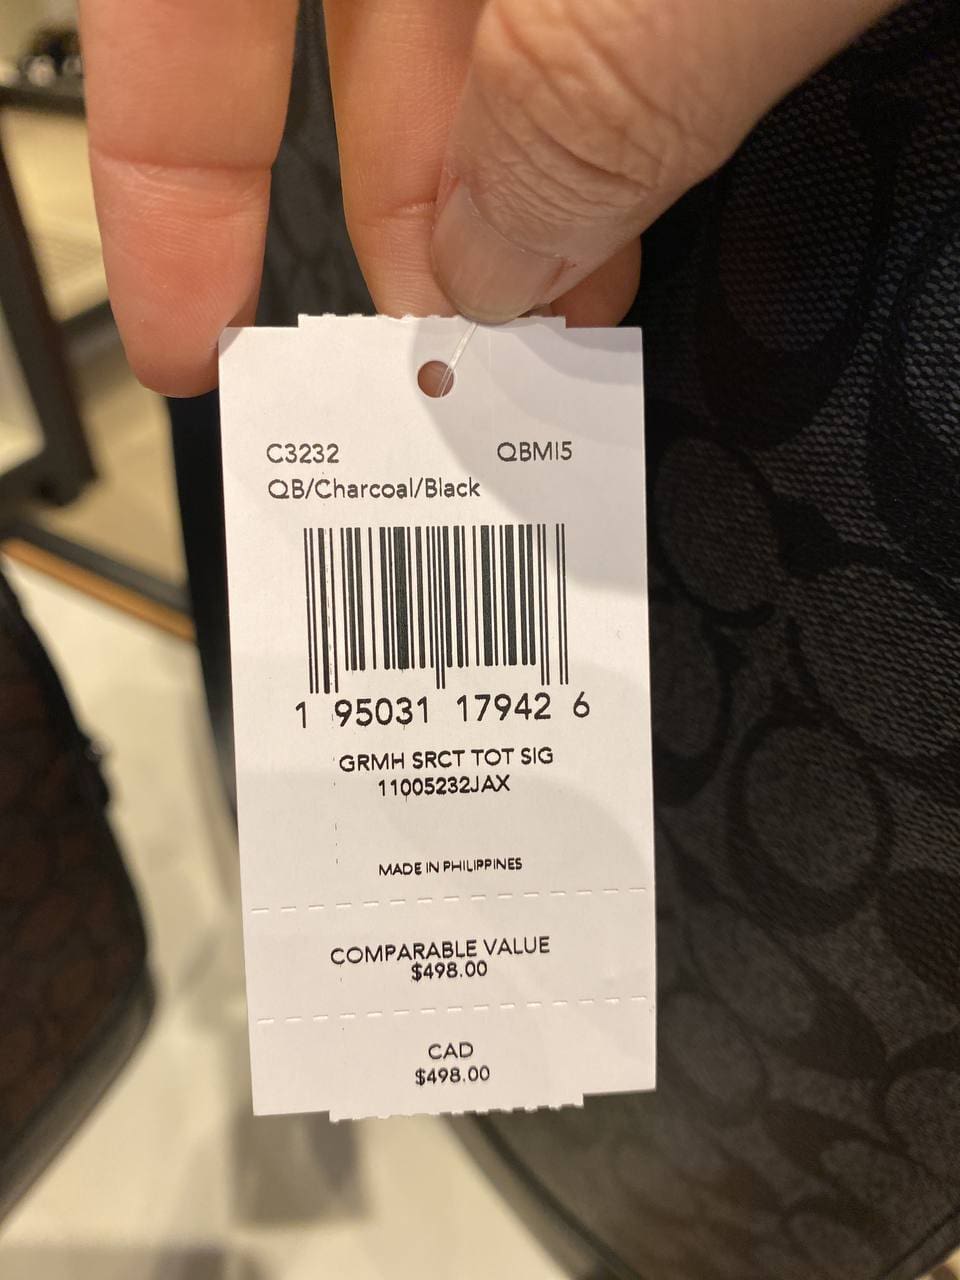 C3232 QBMI5
QB/Charcoal/Black
1 95031 17942 6
GRMH SRCT TOT SIG
11005232JAX
MADE IN PHILIPPINES
COMPARABLE VALUE
$498.00
CAD
$498.00